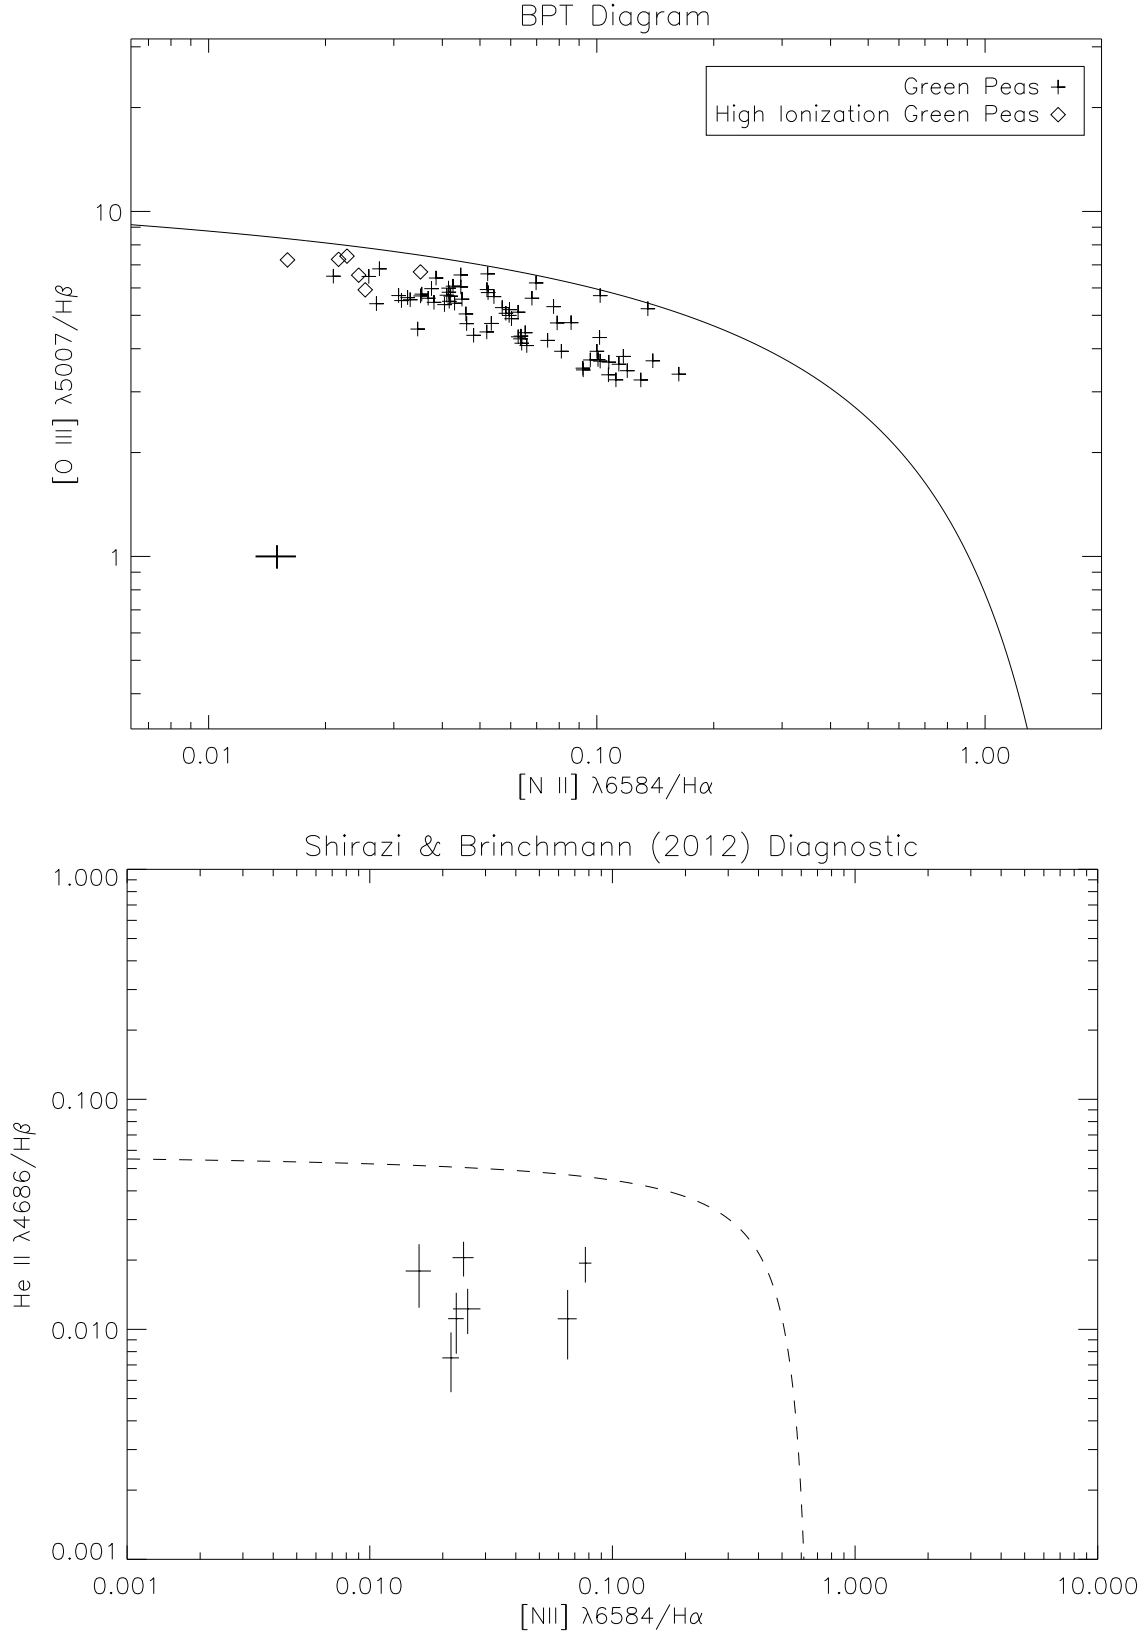 BPT Diagram
Green Peas
High Ionization Green Peas
10
1
[O III] λ5007/Hβ
0.01 0.10 1.00
[N II] λ6584/Hα
Shirazi & Brinchmann (2012) Diagnostic
1.000
0.100
0.010
0.001
He II λ4686/Hβ
0.001 0.010 0.100 1.000 10.000
[NII] λ6584/Hα